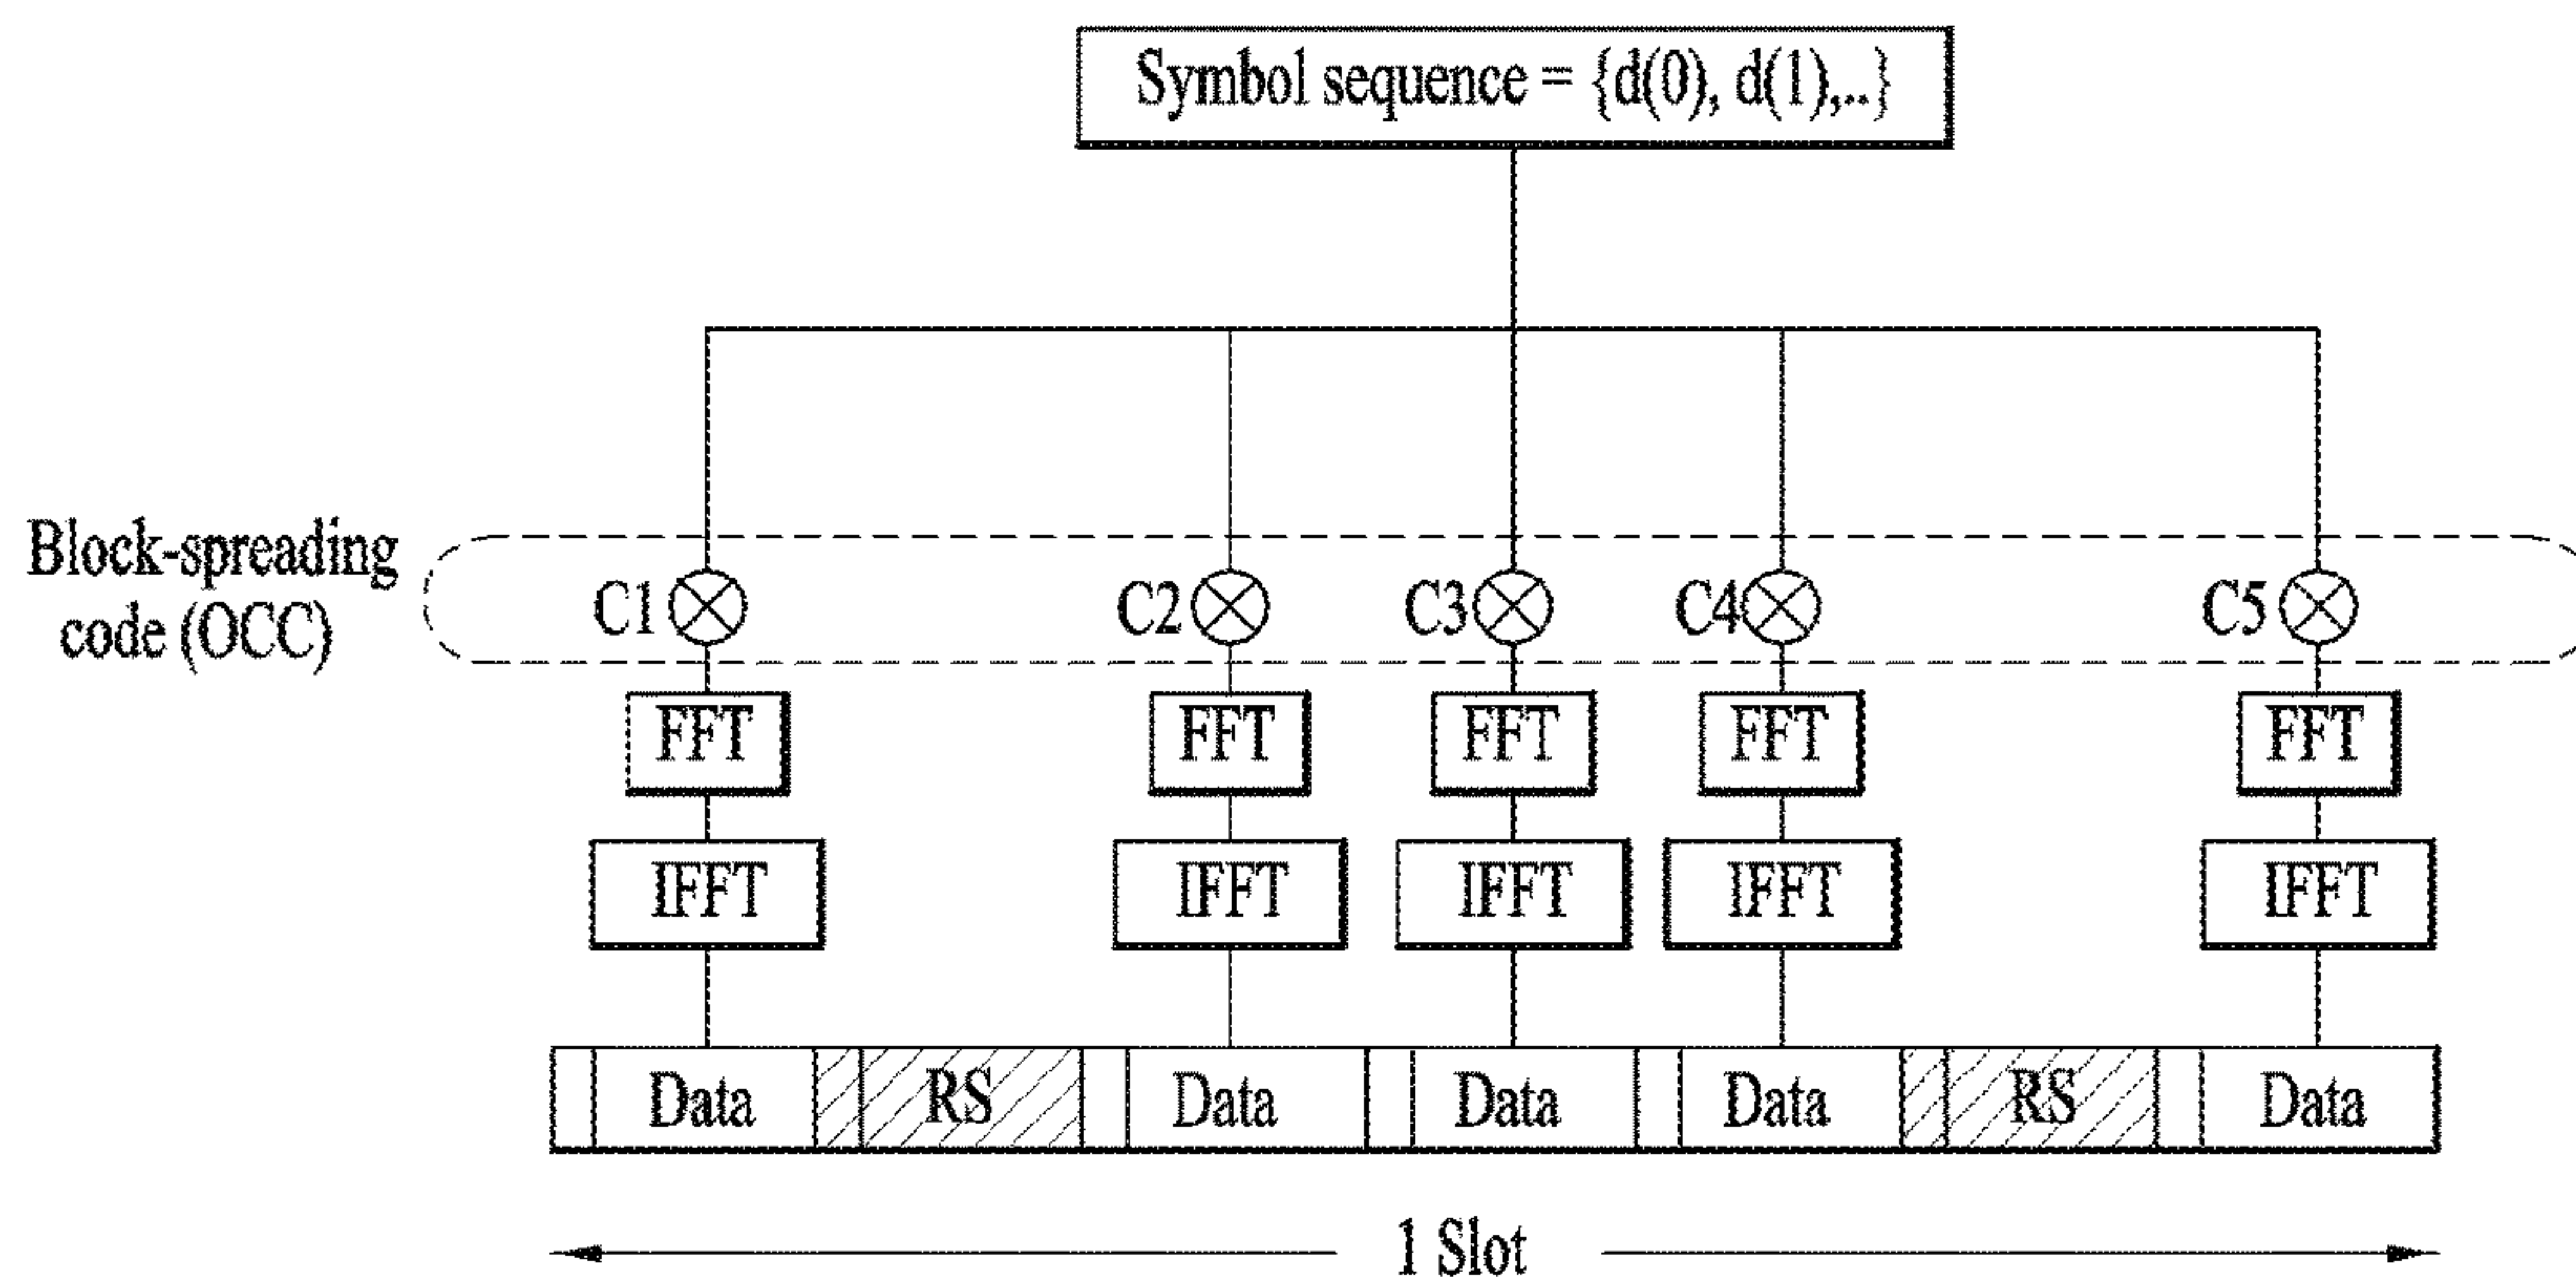 Symbol sequence = {d(0), d(1),..}
Block-spreading
code (OCC)
C1 C2 C3 C4 C5
FFT FFT FFT FFT FFT
IFFT IFFT IFFT IFFT IFFT
Data RS Data Data Data RS Data
1 Slot